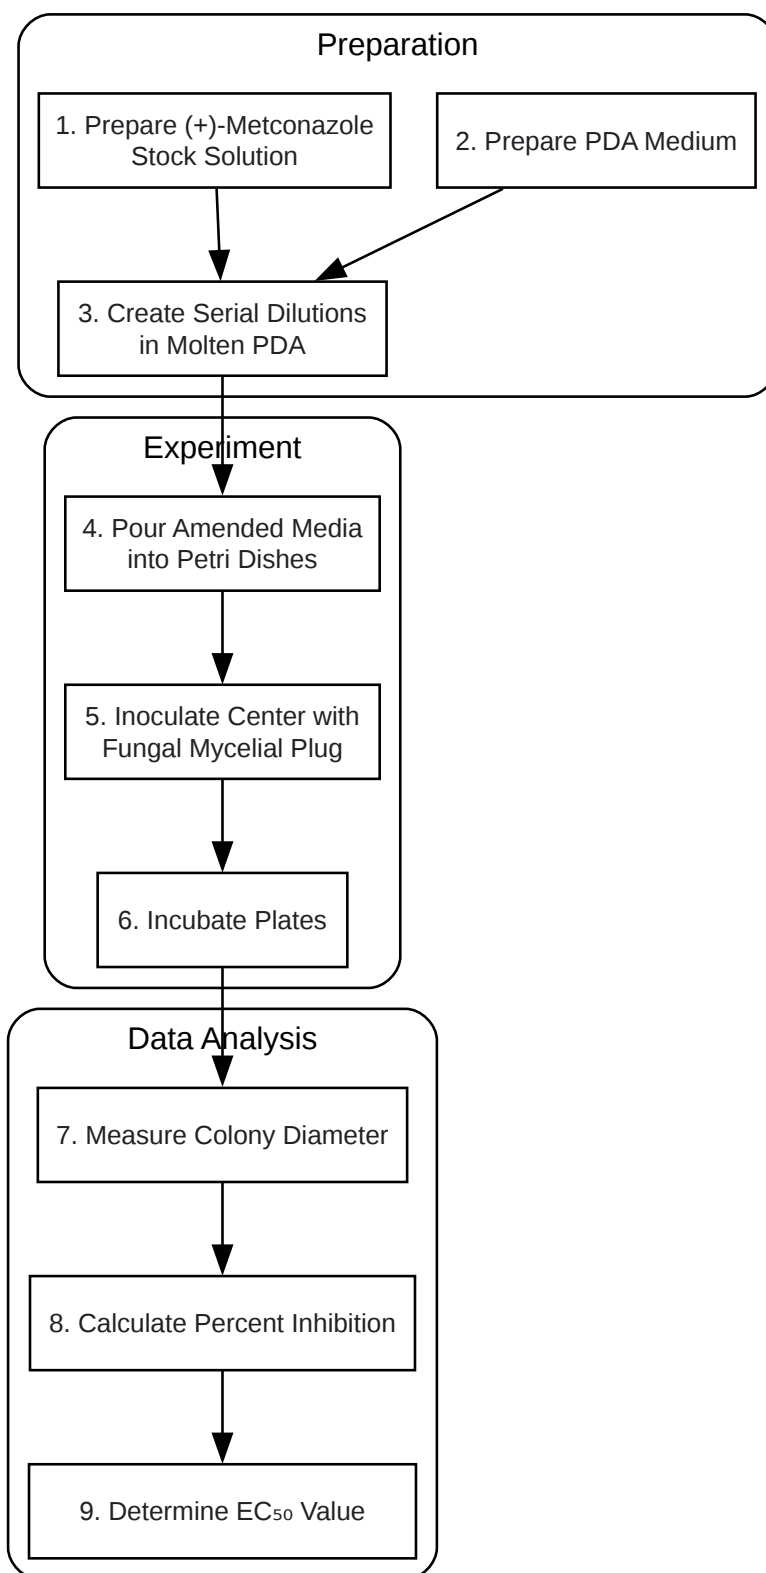 Preparation
1. Prepare (+)-Metconazole
Stock Solution
2. Prepare PDA Medium
3. Create Serial Dilutions
in Molten PDA
Experiment
4. Pour Amended Media
into Petri Dishes
5. Inoculate Center with
Fungal Mycelial Plug
6. Incubate Plates
Data Analysis
7. Measure Colony Diameter
8. Calculate Percent Inhibition
9. Determine EC₅₀ Value